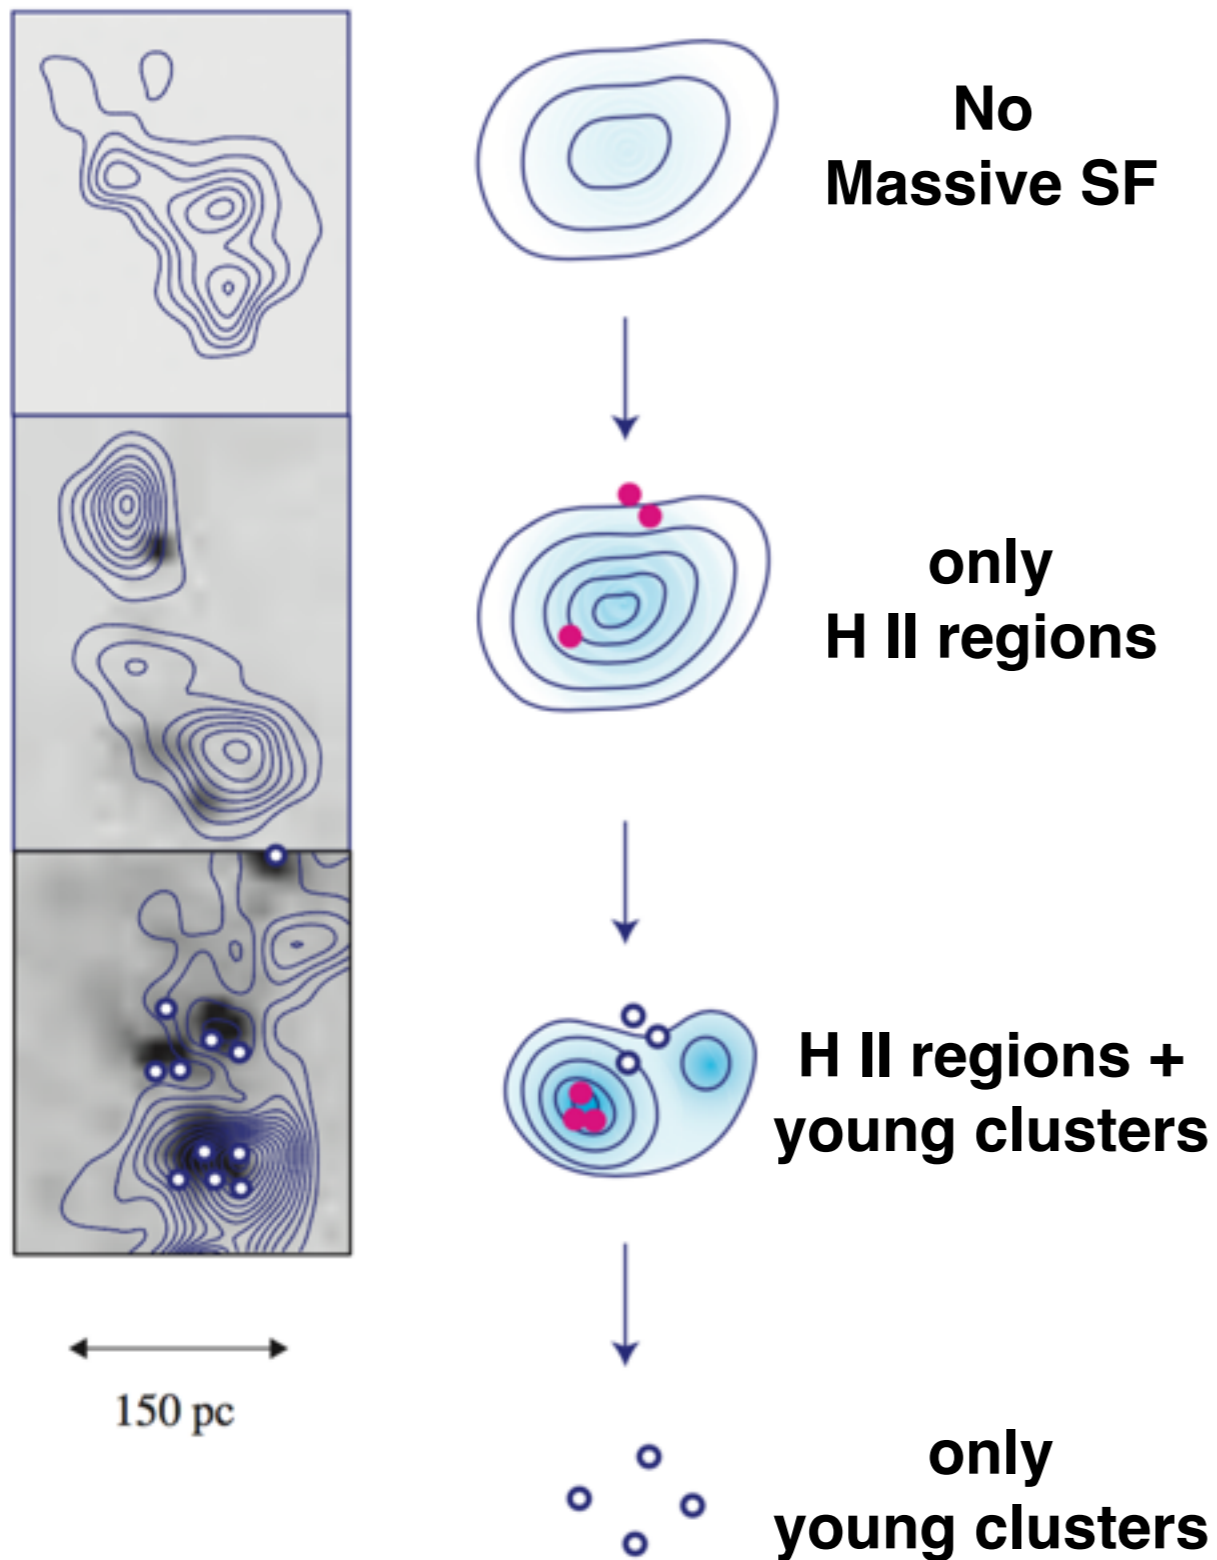 No
Massive SF
only
H II regions
H II regions +
young clusters
150 pc
only
young clusters